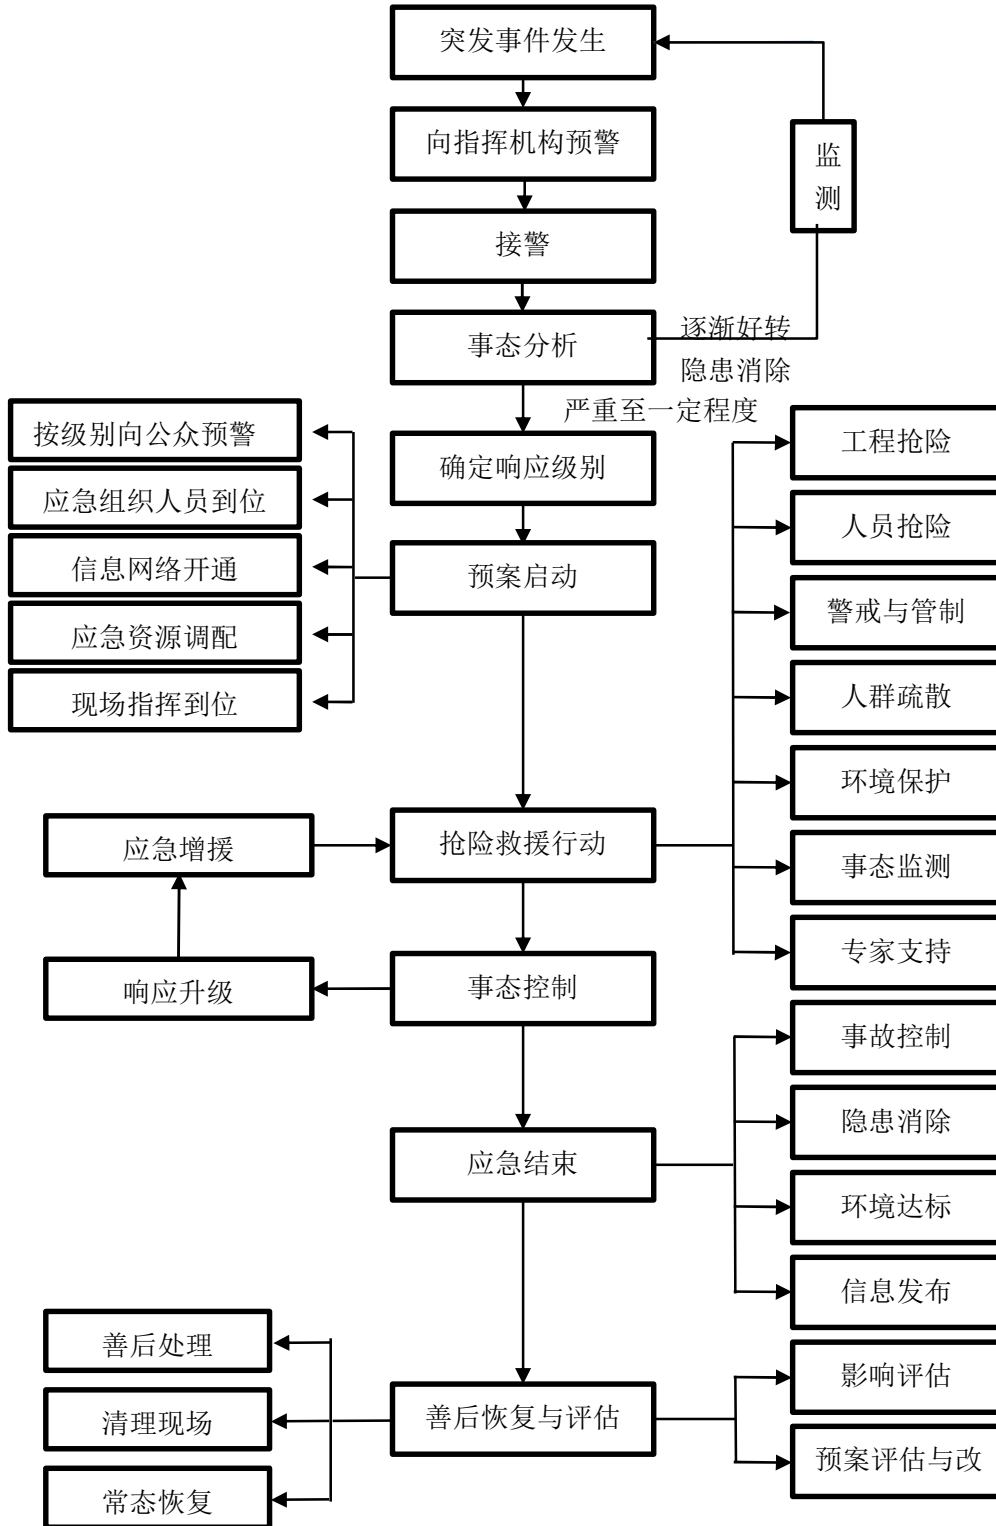 突发事件发生
向指挥机构预警
监
测
接警
事态分析
逐渐好转
隐患消除
严重至一定程度
按级别向公众预警
应急组织人员到位
信息网络开通
应急资源调配
现场指挥到位
确定响应级别
预案启动
工程抢险
人员抢险
警戒与管制
人群疏散
环境保护
事态监测
专家支持
应急增援
抢险救援行动
响应升级
事态控制
应急结束
事故控制
隐患消除
环境达标
信息发布
善后处理
清理现场
常态恢复
善后恢复与评估
影响评估
预案评估与改